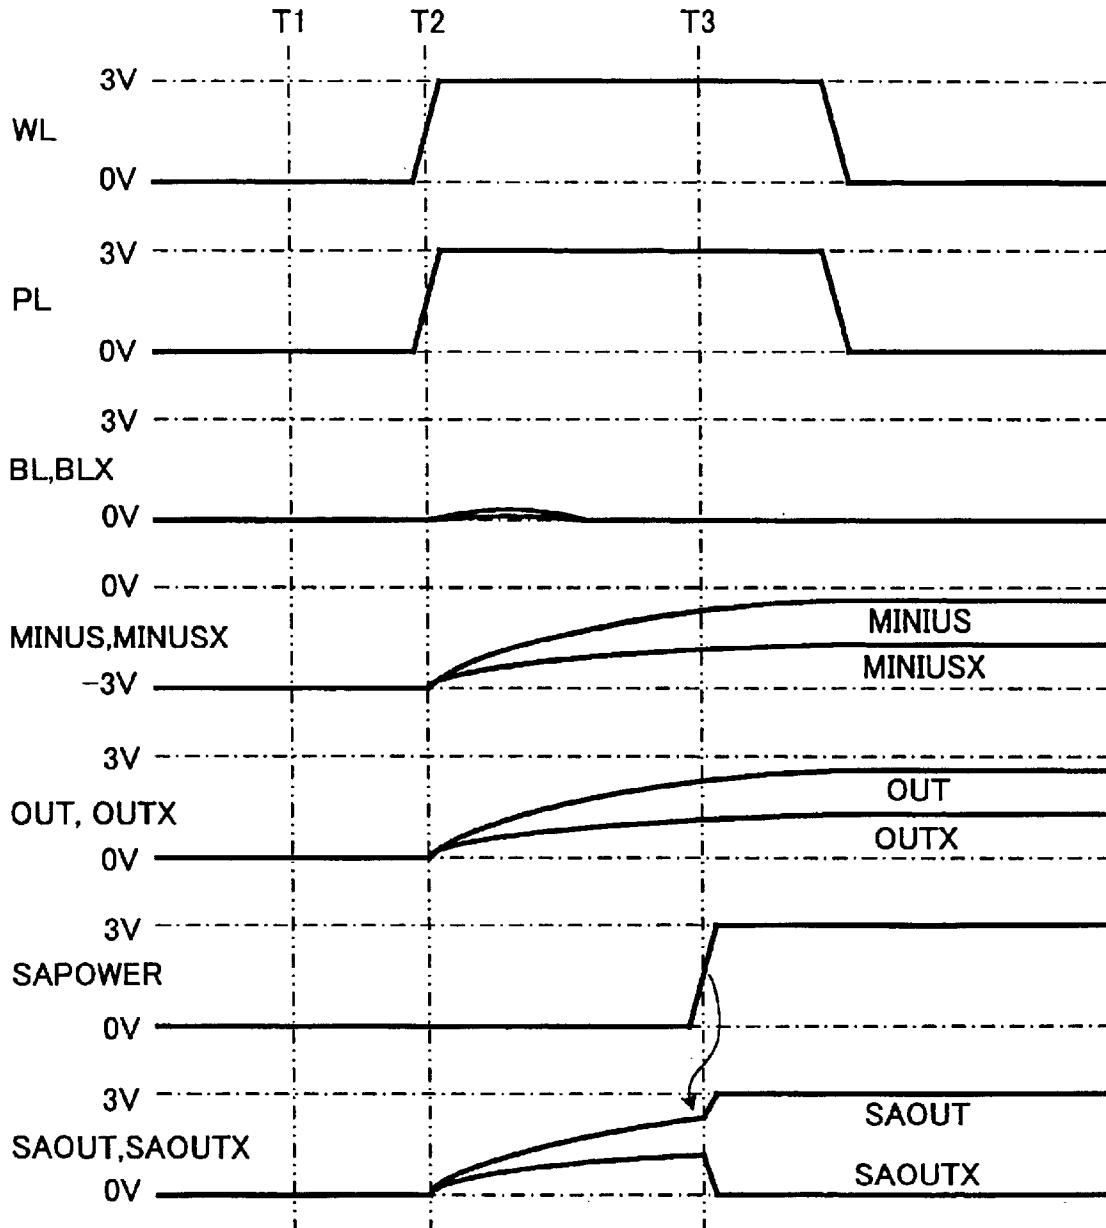 T1 T2 T3
3V
WL
0V
3V
PL
0V
3V
BL,BLX
0V
0V
MINIUS
MINUS,MINUSX
MINIUSX
−3V
3V
OUT
OUT, OUTX
OUTX
0V
3V
SAPOWER
0V
3V
SAOUT
SAOUT,SAOUTX
SAOUTX
0V